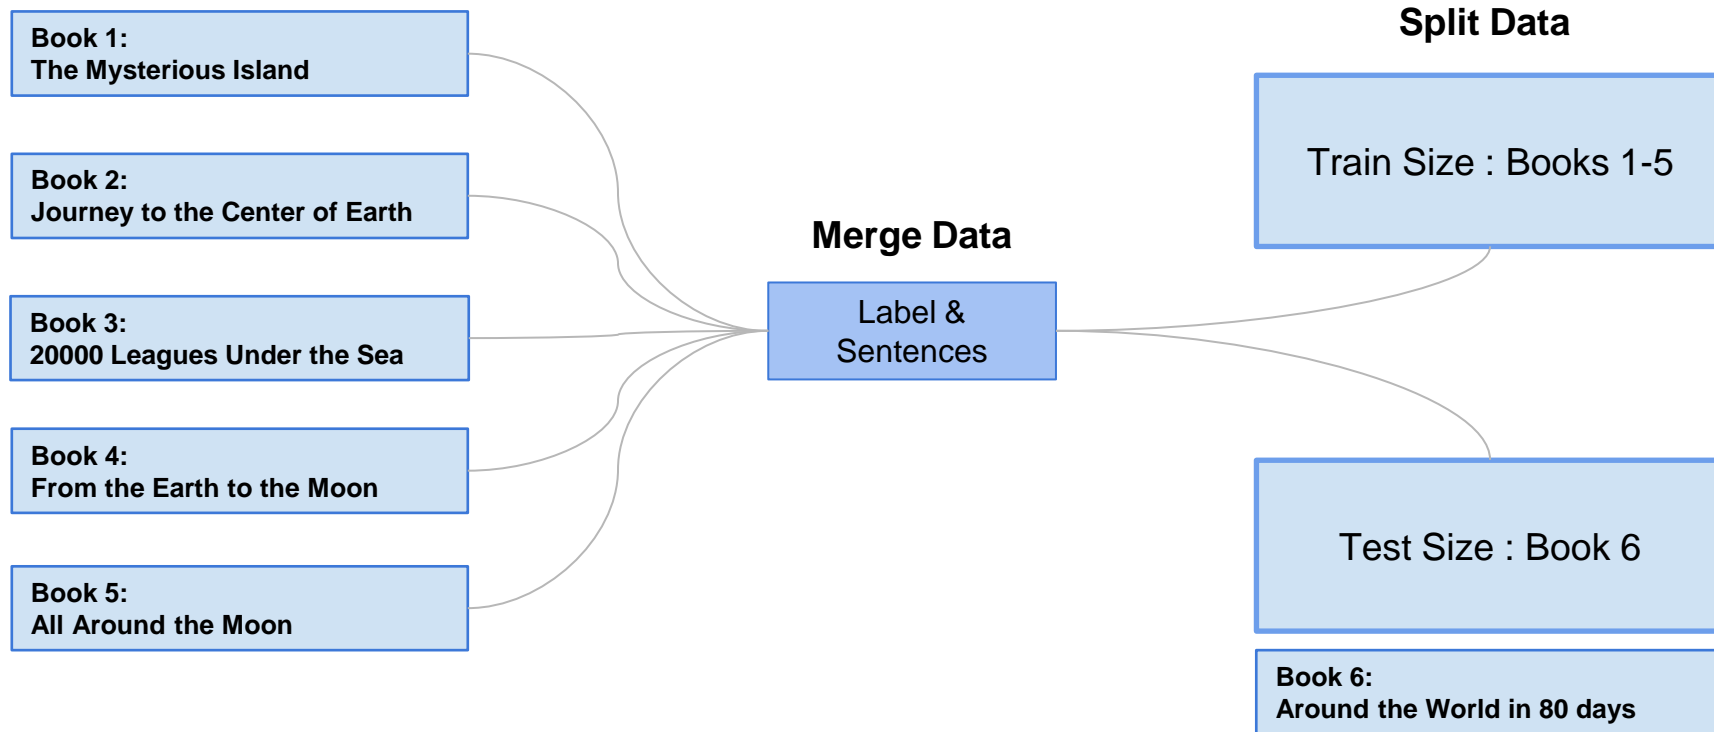 Book 1:
The Mysterious Island
Book 2:
Journey to the Center of Earth
Book 3:
20000 Leagues Under the Sea
Book 4:
From the Earth to the Moon
Book 5:
All Around the Moon
Merge Data
Label &
Sentences
Split Data
Train Size : Books 1-5
Test Size : Book 6
Book 6:
Around the World in 80 days